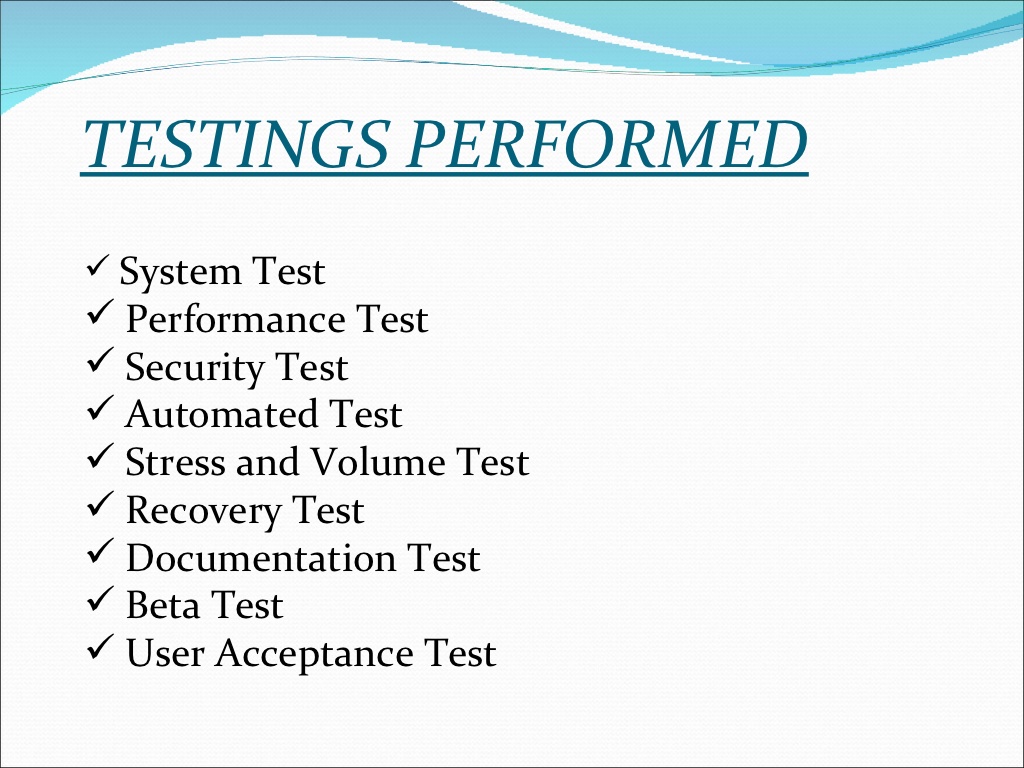 TESTINGS PERFORMED
✓ System Test
✓ Performance Test
✓ Security Test
✓ Automated Test
✓ Stress and Volume Test
✓ Recovery Test
✓ Documentation Test
✓ Beta Test
✓ User Acceptance Test